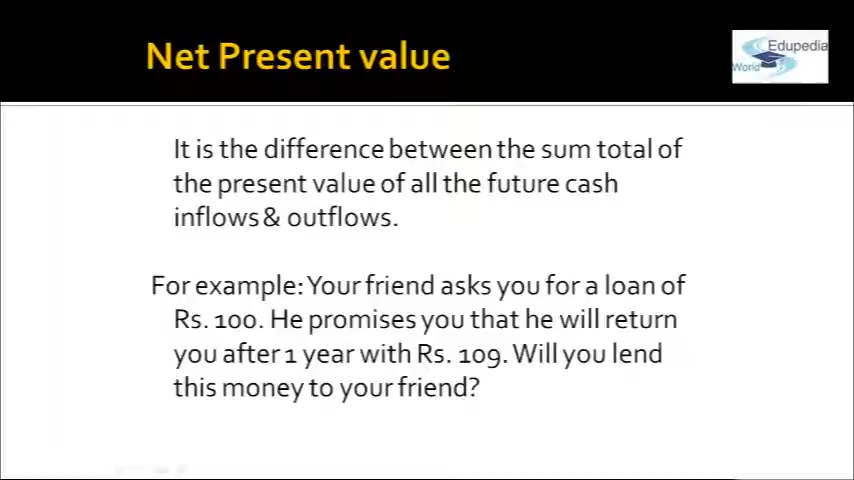 Net Present value
Edupedia
World
It is the difference between the sum total of
the present value of all the future cash
inflows & outflows.
For example: Your friend asks you for a loan of
Rs. 100. He promises you that he will return
you after 1 year with Rs. 109. Will you lend
this money to your friend?